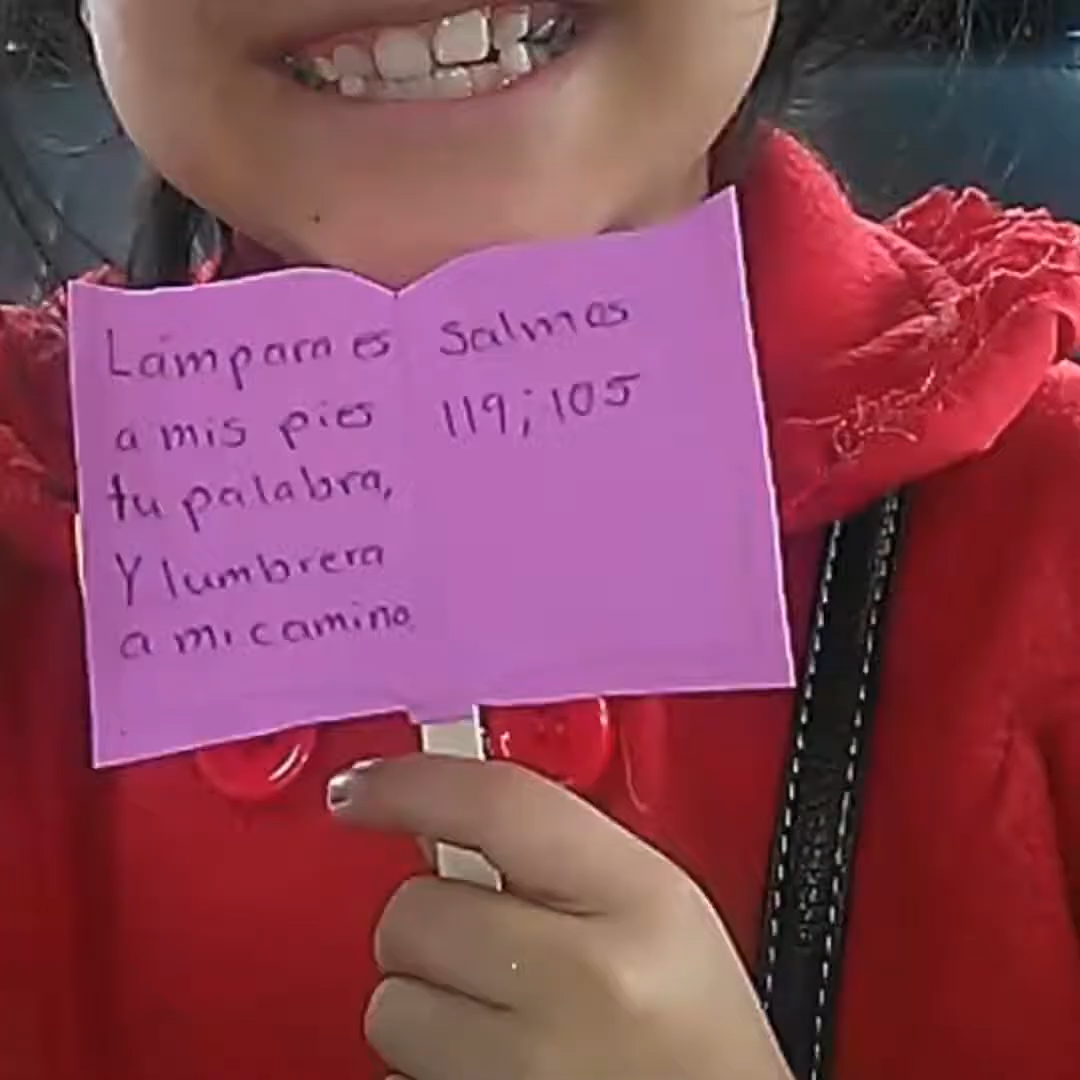 Lámpara es
a mis pies
tu palabra,
Y lumbrera
a mi camino.
Salmos
119;105